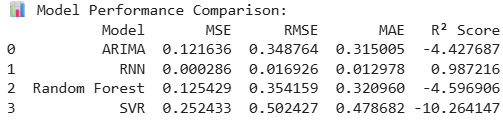 📊 Model Performance Comparison:
Model MSE RMSE MAE R² Score
0 ARIMA 0.121636 0.348764 0.315005 -4.427687
1 RNN 0.000286 0.016926 0.012978 0.987216
2 Random Forest 0.125429 0.354159 0.320960 -4.596906
3 SVR 0.252433 0.502427 0.478682 -10.264147